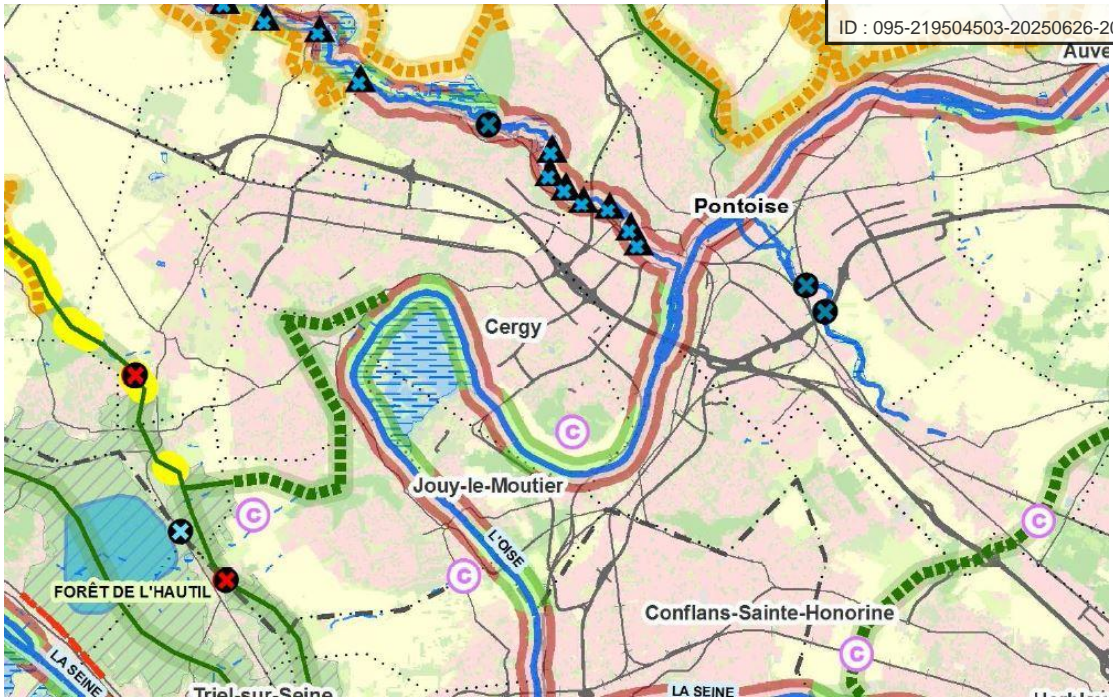 ID : 095-219504503-20250626-20
Auve
Pontoise
Cergy
C
Jouy-le-Moutier
C
C
L'OISE
C
FORÊT DE L'HAUTIL
Conflans-Sainte-Honorine
C
LA SEINE
Triel-sur-Seine
LA SEINE